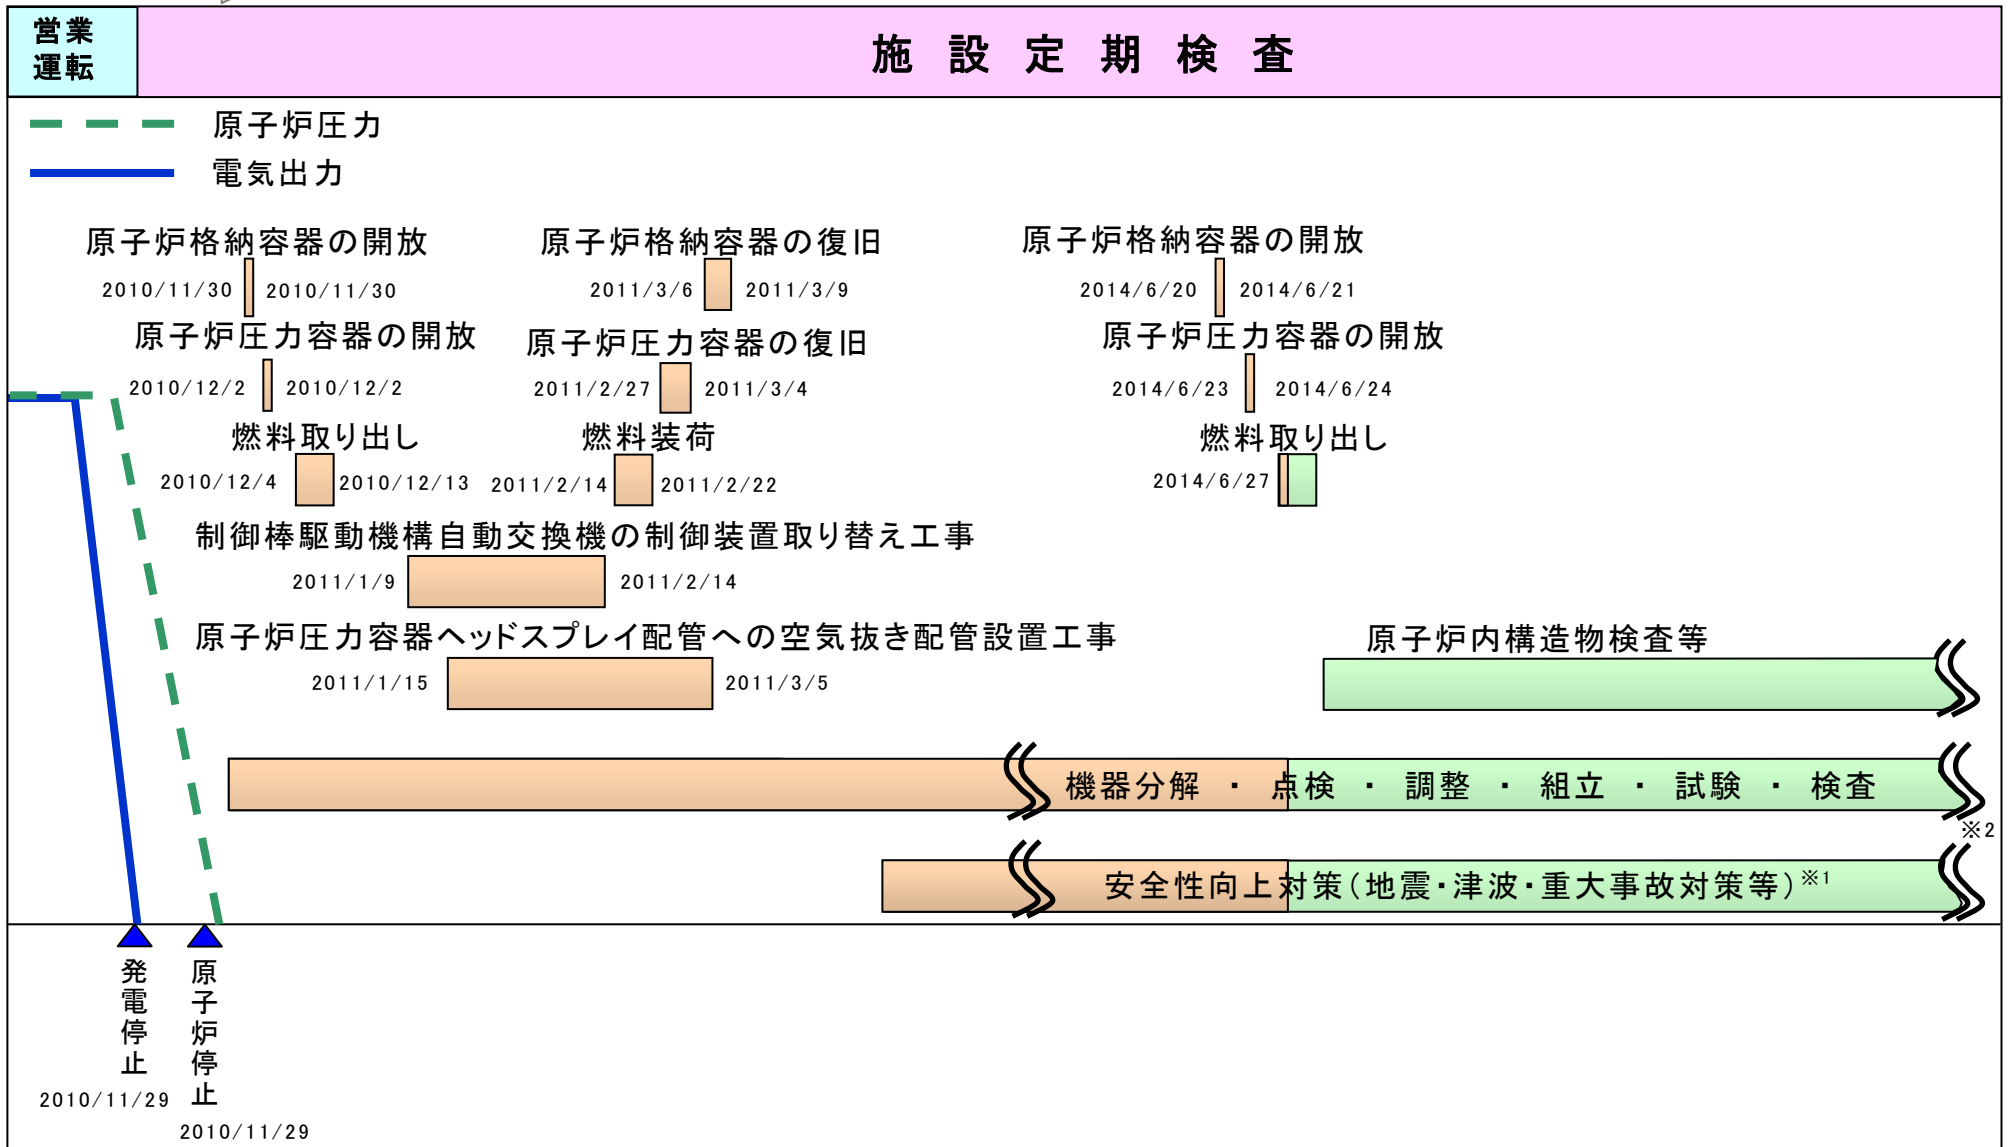 営業
運転
施設定期検査
原子炉圧力
電気出力
原子炉格納容器の開放
2010/11/30 2010/11/30
原子炉格納容器の復旧
2011/3/6 2011/3/9
原子炉格納容器の開放
2014/6/20 2014/6/21
原子炉圧力容器の開放
2010/12/2 2010/12/2
原子炉圧力容器の復旧
2011/2/27 2011/3/4
原子炉圧力容器の開放
2014/6/23 2014/6/24
燃料取り出し
2010/12/4 2010/12/13
燃料装荷
2011/2/14 2011/2/22
燃料取り出し
2014/6/27
制御棒駆動機構自動交換機の制御装置取り替え工事
2011/1/9 2011/2/14
原子炉圧力容器ヘッドスプレイ配管への空気抜き配管設置工事
2011/1/15 2011/3/5
原子炉内構造物検査等
機器分解 ・ 点検 ・ 調整 ・ 組立 ・ 試験 ・ 検査
※2
安全性向上対策(地震・津波・重大事故対策等)※1
発電停止
2010/11/29
原子炉停止
2010/11/29